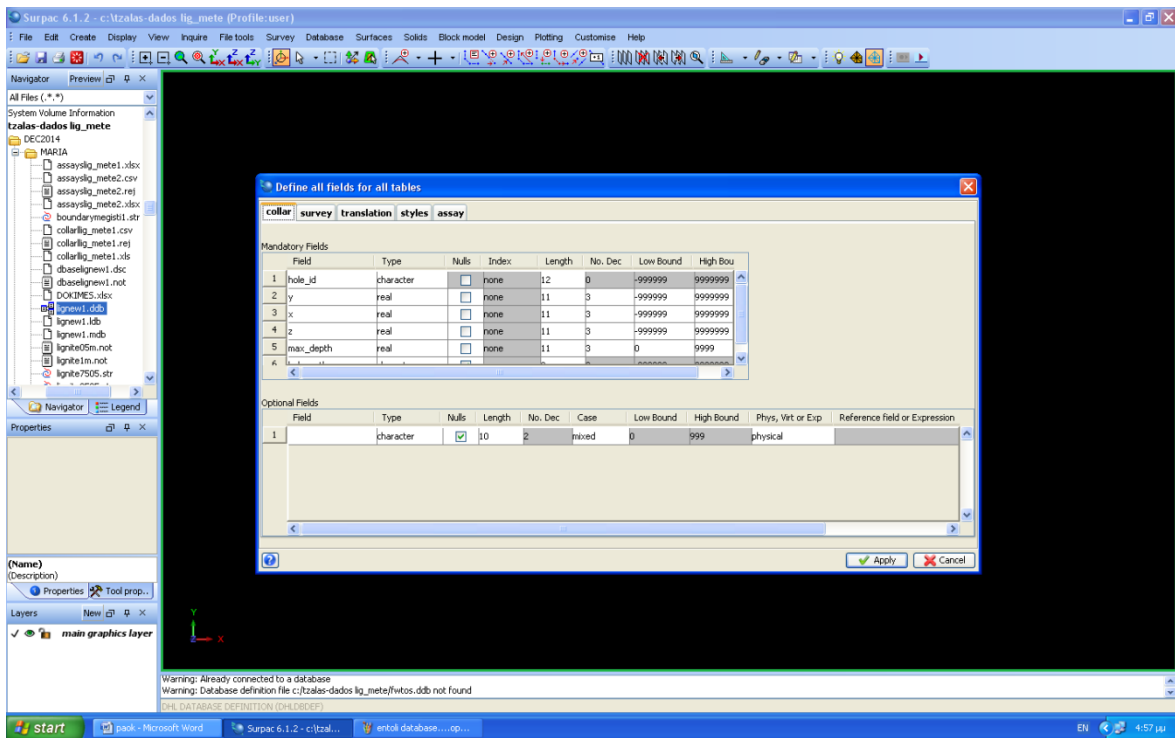 Surpac 6.1.2 - c:\tzalas-dados lig_mete (Profile:user)
File Edit Create Display View Inquire File tools Survey Database Surfaces Solids Block model Design Plotting Customise Help
Navigator Preview
All Files (.*.*)
System Volume Information
tzalas-dados lig_mete
DEC2014
MARIA
assayslig_mete1.xlsx
assayslig_mete2.csv
assayslig_mete2.rej
assayslig_mete2.xlsx
boundarymegisti1.str
collarllig_mete1.csv
collarllig_mete1.rej
collarllig_mete1.xls
dbaselignew1.dsc
dbaselignew1.not
DOKIMES.xlsx
lignew1.ddb
lignew1.ldb
lignew1.mdb
lignite05m.not
lignite1m.not
lignite7505.str
Navigator Legend
Properties
(Name)
(Description)
Properties Tool prop..
Layers New
main graphics layer
Define all fields for all tables
collar survey translation styles assay
Mandatory Fields
Field Type Nulls Index Length No. Dec Low Bound High Bou
1 hole_id character none 12 0 -999999 9999999
2 y real none 11 3 -999999 9999999
3 x real none 11 3 -999999 9999999
4 z real none 11 3 -999999 9999999
5 max_depth real none 11 3 0 9999
Optional Fields
Field Type Nulls Length No. Dec Case Low Bound High Bound Phys, Virt or Exp Reference field or Expression
1 character 10 2 mixed 0 999 physical
Apply Cancel
Y
X
Warning: Already connected to a database
Warning: Database definition file c:/tzalas-dados lig_mete/fwtos.ddb not found
DHL DATABASE DEFINITION (DHLDBDEF)
start paok - Microsoft Word Surpac 6.1.2 - c:\tzal... entoli database....op... EN 4:57 μμ